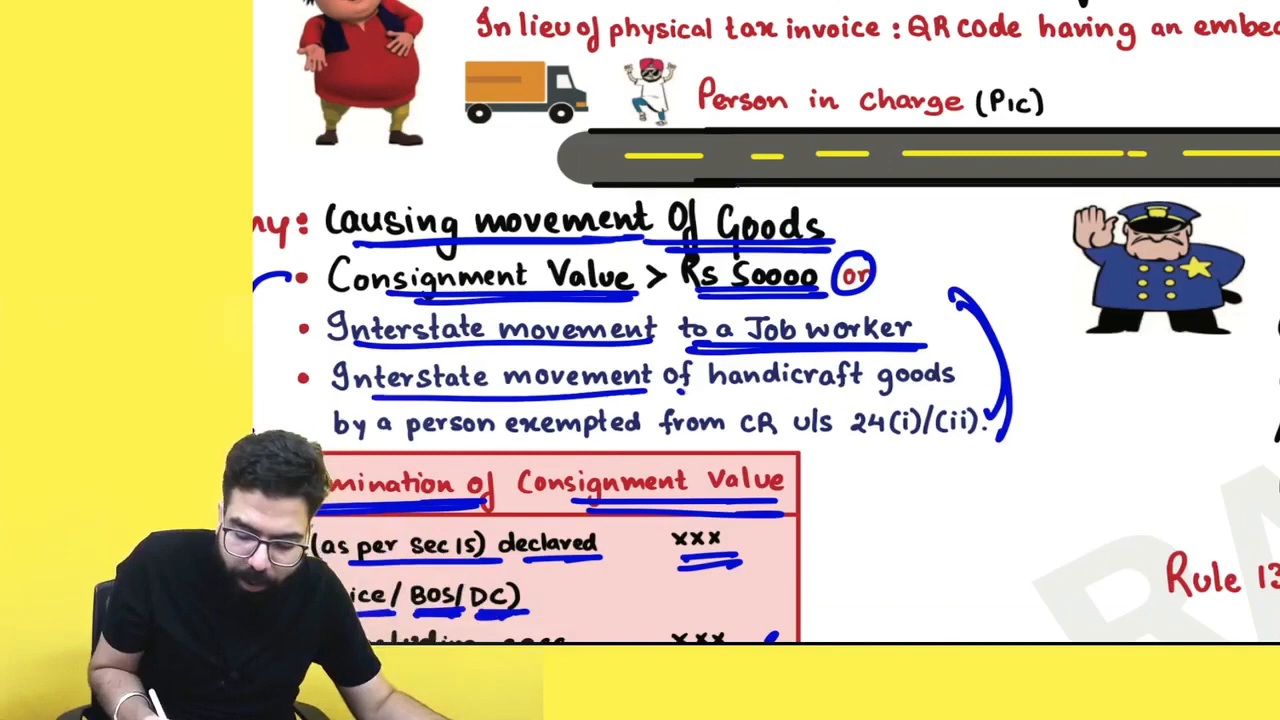 In lieu of physical tax invoice : QR code having an
Person in charge (Pic)
Causing movement Of Goods
• Consignment Value > Rs 50000 or
• Interstate movement to a Job worker
• Interstate movement of handicraft goods
by a person exempted from CR u/s 24(i)/(ii).
mination of Consignment Value
(as per Sec 15) declared xxx
ice/ BOS/ DC)
xxx
Rule 13
RA